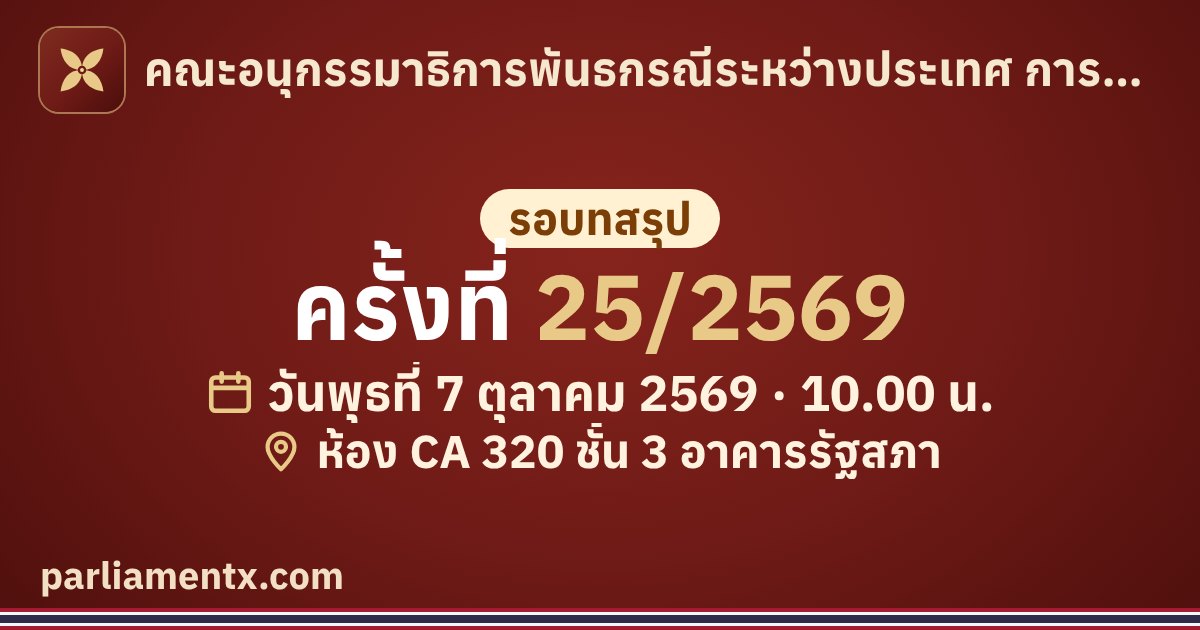 คณะอนุกรรมาธิการพันธกรณีระหว่างประเทศ การ...
รอบทสรุป
ครั้งที่ 25/2569
วันพุธที่ 7 ตุลาคม 2569 · 10.00 น.
ห้อง CA 320 ชั้น 3 อาคารรัฐสภา
parliamentx.com